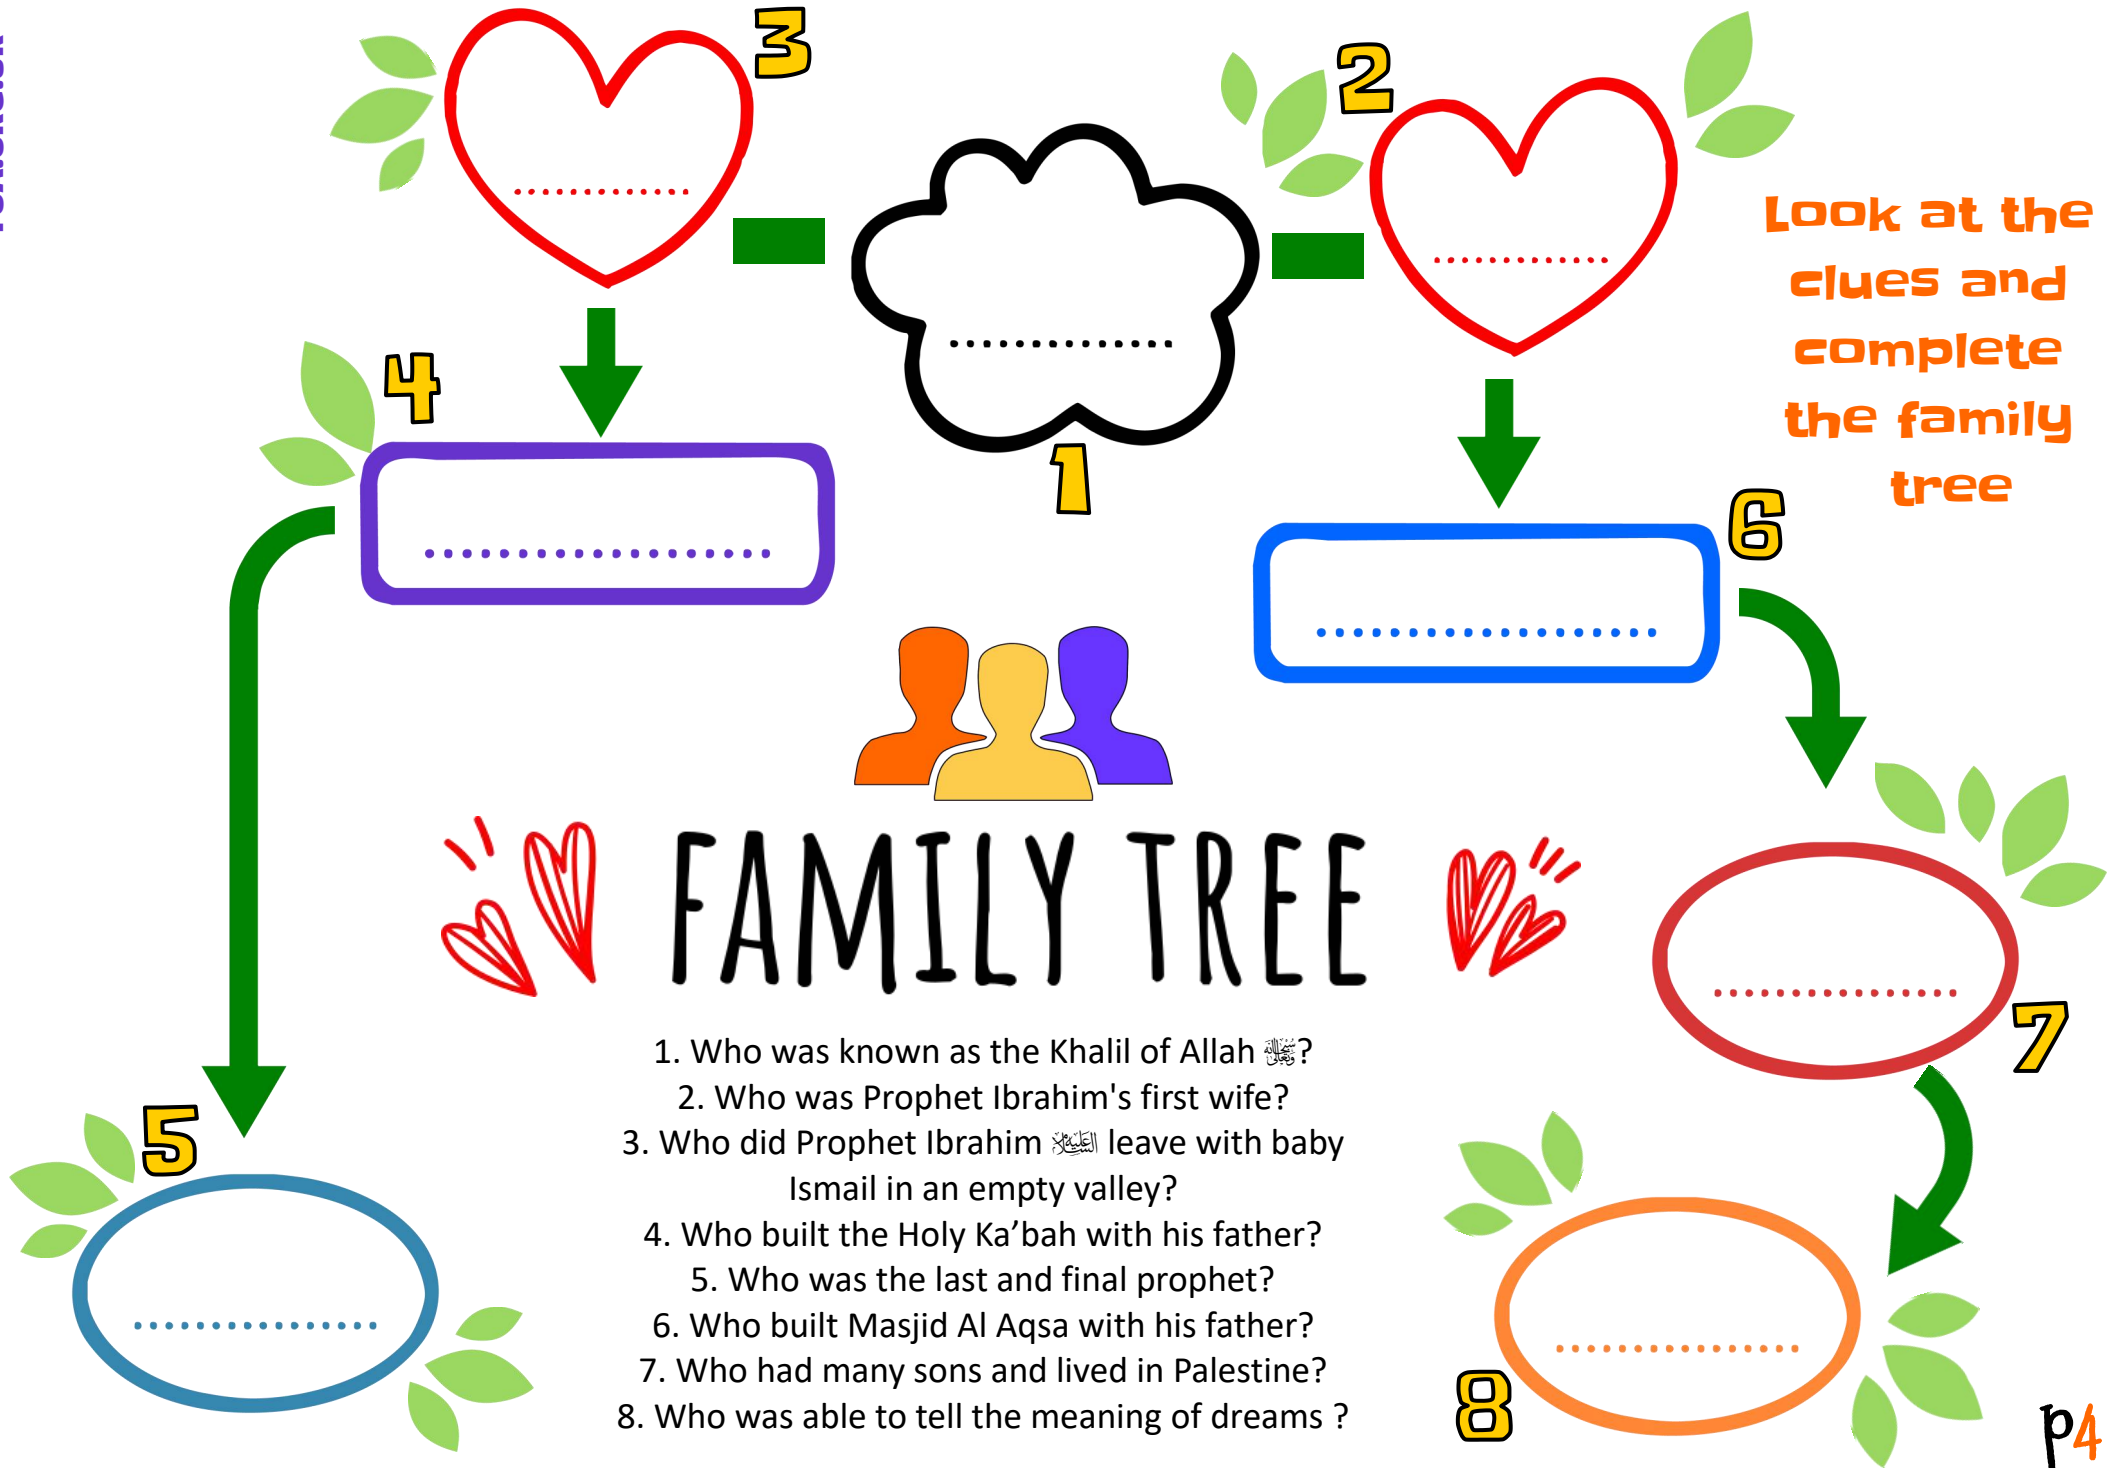 3
2
Look at the
clues and
complete
the family
tree
4
1
6
FAMILY TREE
7
5
1. Who was known as the Khalil of Allah ﷾?
2. Who was Prophet Ibrahim's first wife?
3. Who did Prophet Ibrahim عليه السلام leave with baby
Ismail in an empty valley?
4. Who built the Holy Ka’bah with his father?
5. Who was the last and final prophet?
6. Who built Masjid Al Aqsa with his father?
7. Who had many sons and lived in Palestine?
8. Who was able to tell the meaning of dreams ?
8
p4